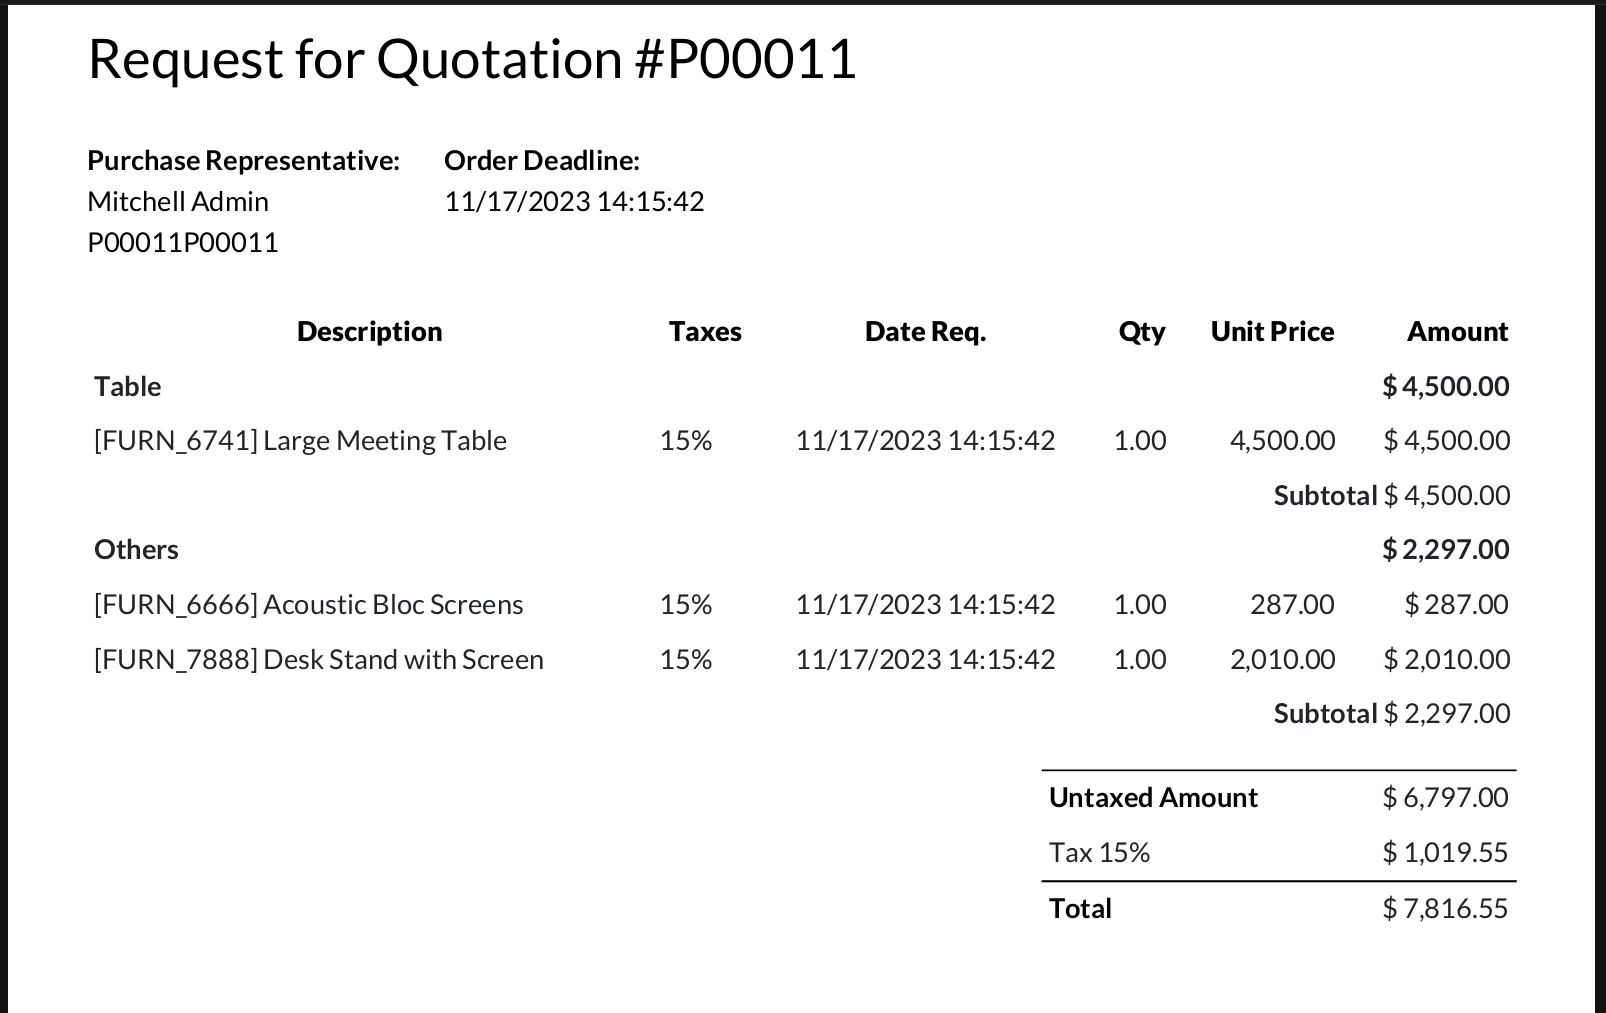 Request for Quotation #P00011
Purchase Representative: Order Deadline:
Mitchell Admin 11/17/2023 14:15:42
P00011P00011
Description Taxes Date Req. Qty Unit Price Amount
Table $ 4,500.00
[FURN_6741] Large Meeting Table 15% 11/17/2023 14:15:42 1.00 4,500.00 $ 4,500.00
Subtotal $ 4,500.00
Others $ 2,297.00
[FURN_6666] Acoustic Bloc Screens 15% 11/17/2023 14:15:42 1.00 287.00 $ 287.00
[FURN_7888] Desk Stand with Screen 15% 11/17/2023 14:15:42 1.00 2,010.00 $ 2,010.00
Subtotal $ 2,297.00
Untaxed Amount $ 6,797.00
Tax 15% $ 1,019.55
Total $ 7,816.55